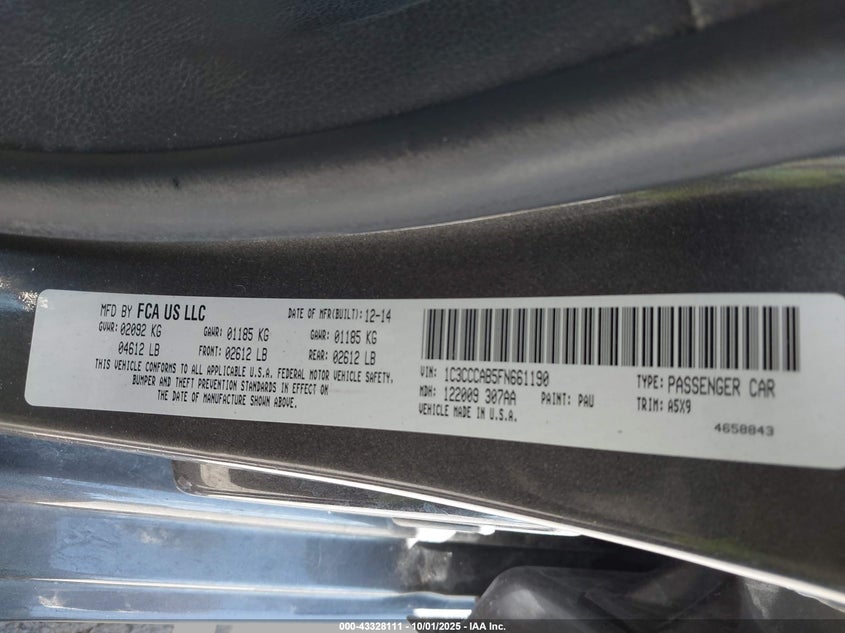 MFD BY FCA US LLC
DATE OF MFR(BUILT): 12-14
GVWR: 02092 KG
GAWR: 01185 KG
GAWR: 01185 KG
04612 LB
FRONT: 02612 LB
REAR: 02612 LB
THIS VEHICLE CONFORMS TO ALL APPLICABLE U.S.A. FEDERAL MOTOR VEHICLE SAFETY,
BUMPER AND THEFT PREVENTION STANDARDS IN EFFECT ON
THE DATE OF MANUFACTURE SHOWN ABOVE.
VIN: 1C3CCCAB5FN661190
TYPE: PASSENGER CAR
MDH: 122009 307AA
PAINT: PAU
TRIM: A5X9
VEHICLE MADE IN U.S.A.
4658843
000-43328111 - 10/01/2025 - IAA Inc.